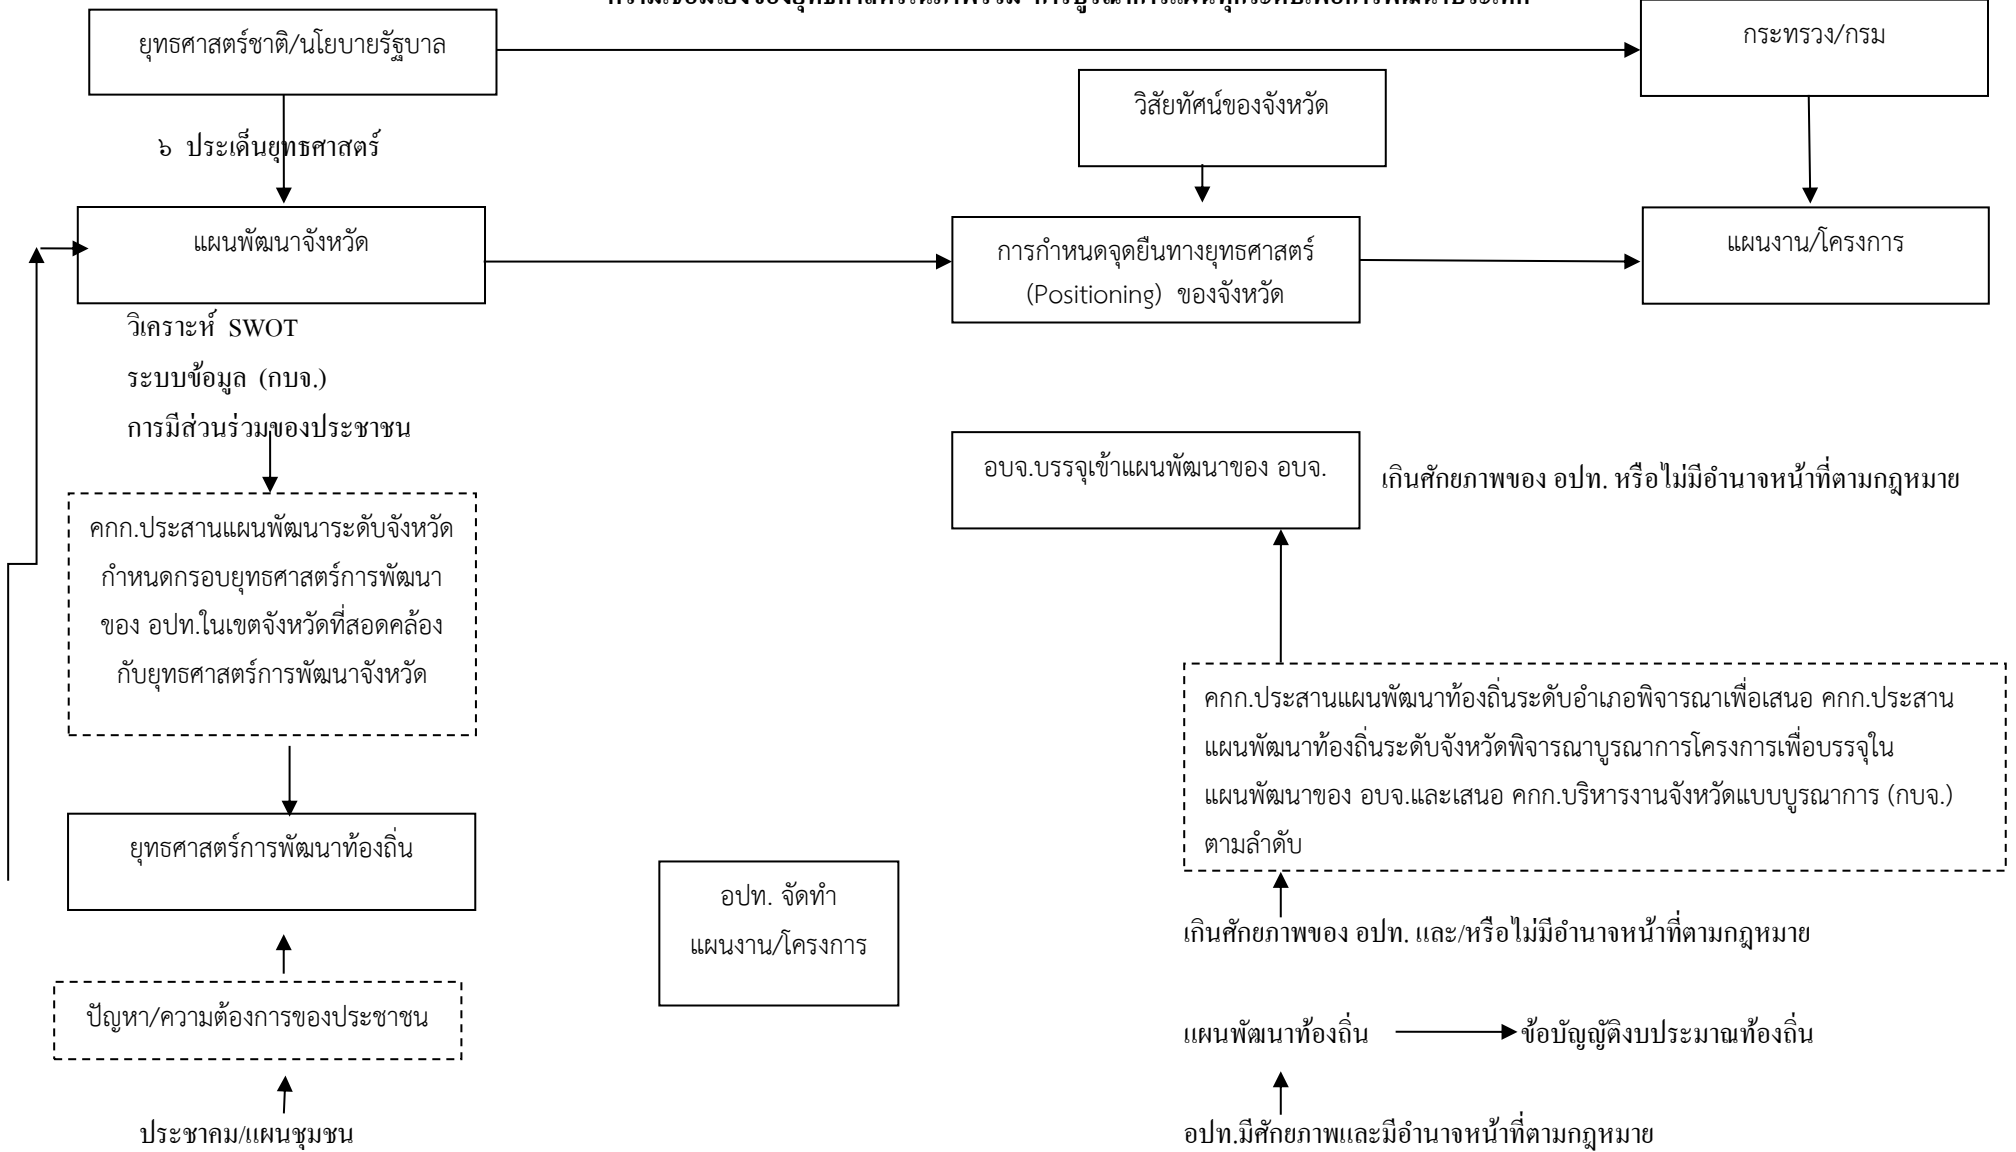 ยุทธศาสตร์ชาติ/นโยบายรัฐบาล
กระทรวง/กรม
วิสัยทัศน์ของจังหวัด
๖ ประเด็นยุทธศาสตร์
แผนพัฒนาจังหวัด
การกำหนดจุดยืนทางยุทธศาสตร์
(Positioning) ของจังหวัด
แผนงาน/โครงการ
วิเคราะห์ SWOT
ระบบข้อมูล (กบจ.)
การมีส่วนร่วมของประชาชน
อบจ.บรรจุเข้าแผนพัฒนาของ อบจ.
เกินศักยภาพของ อปท. หรือไม่มีอำนาจหน้าที่ตามกฎหมาย
คกก.ประสานแผนพัฒนาระดับจังหวัด
กำหนดกรอบยุทธศาสตร์การพัฒนา
ของ อปท.ในเขตจังหวัดที่สอดคล้อง
กับยุทธศาสตร์การพัฒนาจังหวัด
คกก.ประสานแผนพัฒนาท้องถิ่นระดับอำเภอพิจารณาเพื่อเสนอ คกก.ประสาน
แผนพัฒนาท้องถิ่นระดับจังหวัดพิจารณาบูรณาการโครงการเพื่อบรรจุใน
แผนพัฒนาของ อบจ.และเสนอ คกก.บริหารงานจังหวัดแบบบูรณาการ (กบจ.)
ตามลำดับ
ยุทธศาสตร์การพัฒนาท้องถิ่น
อปท. จัดทำ
แผนงาน/โครงการ
เกินศักยภาพของ อปท. และ/หรือไม่มีอำนาจหน้าที่ตามกฎหมาย
ปัญหา/ความต้องการของประชาชน
แผนพัฒนาท้องถิ่น
ข้อบัญญัติงบประมาณท้องถิ่น
ประชาคม/แผนชุมชน
อปท.มีศักยภาพและมีอำนาจหน้าที่ตามกฎหมาย